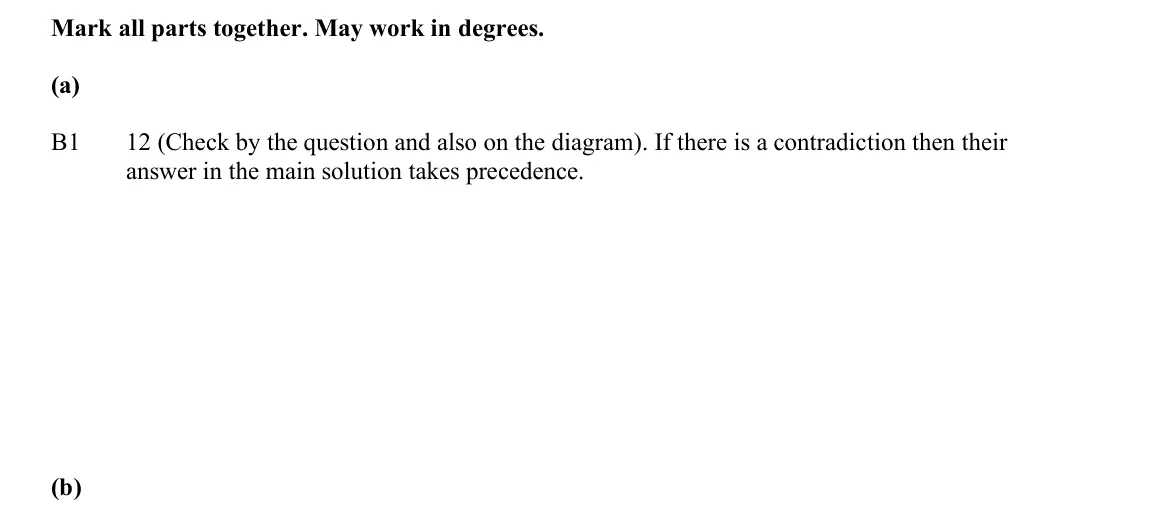 Mark all parts together. May work in degrees.
(a)
B1 12 (Check by the question and also on the diagram). If there is a contradiction then their
answer in the main solution takes precedence.
(b)